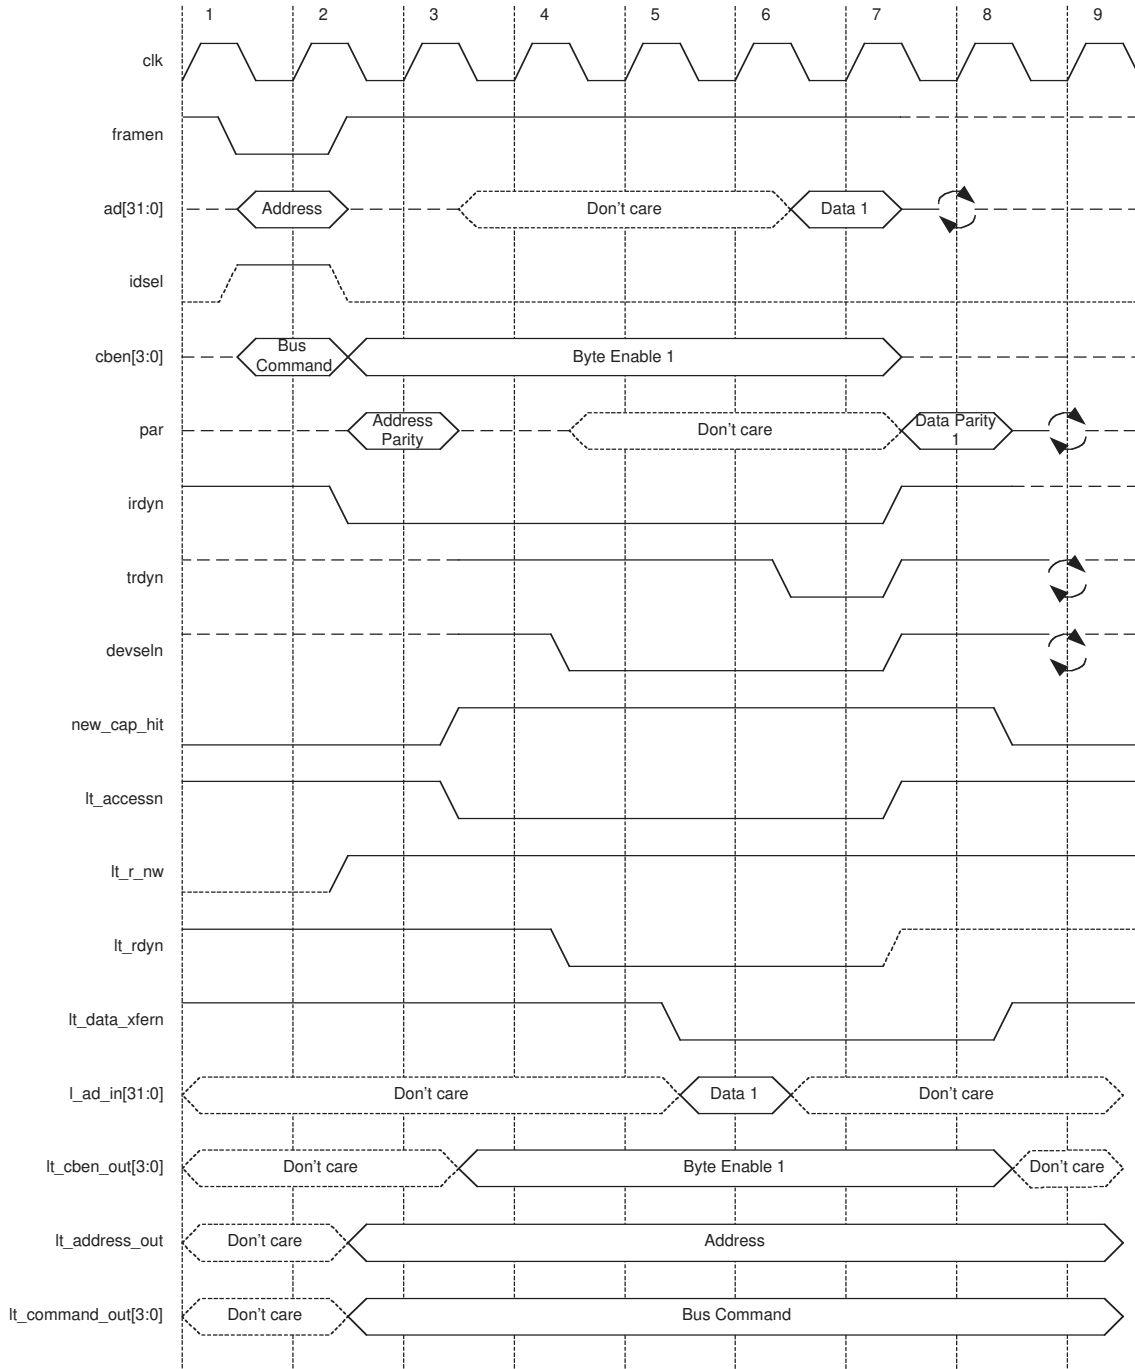 1 2 3 4 5 6 7 8 9
clk
framen
ad[31:0] Address Don't care Data 1
idsel
cben[3:0] Bus Command Byte Enable 1
par Address Parity Don't care Data Parity 1
irdyn
trdyn
devseln
new_cap_hit
lt_accessn
lt_r_nw
lt_rdyn
lt_data_xfern
l_ad_in[31:0] Don't care Data 1 Don't care
lt_cben_out[3:0] Don't care Byte Enable 1 Don't care
lt_address_out Don't care Address
lt_command_out[3:0] Don't care Bus Command